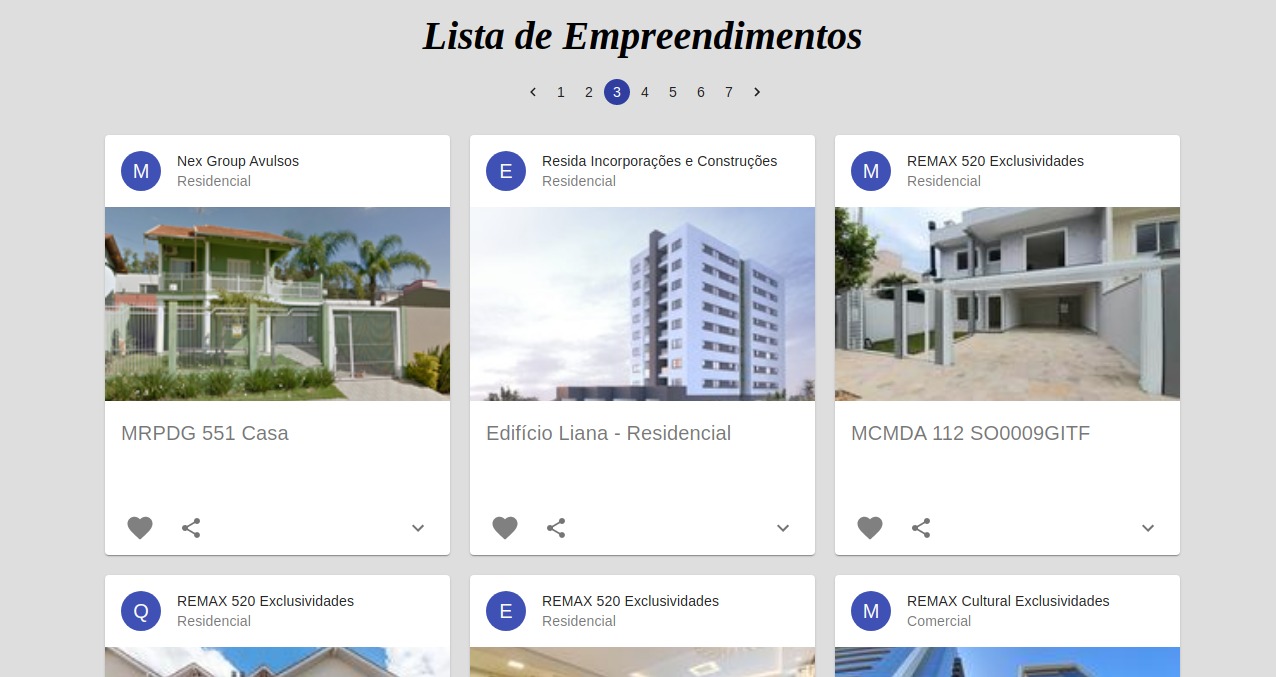 Lista de Empreendimentos
1 2 3 4 5 6 7
M
Nex Group Avulsos
Residencial
MRPDG 551 Casa
E
Resida Incorporações e Construções
Residencial
Edifício Liana - Residencial
M
REMAX 520 Exclusividades
Residencial
MCMDA 112 SO0009GITF
Q
REMAX 520 Exclusividades
Residencial
E
REMAX 520 Exclusividades
Residencial
M
REMAX Cultural Exclusividades
Comercial